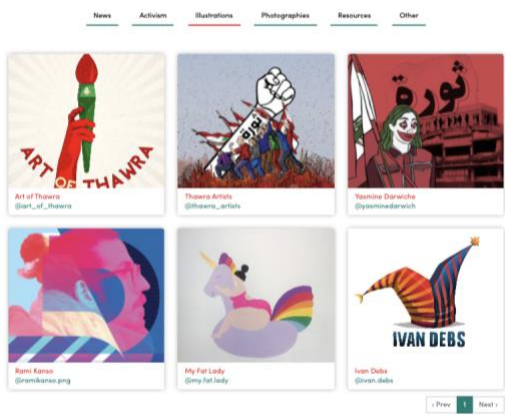 News Activism Illustrations Photographies Resources Other
ART OF THAWRA
ثورة
ثورة
Art of Thawra
@art_of_thawra
Thawra Artists
@thawra_artists
Yasmine Darwiche
@yasminedarwich
IVAN DEBS
Rami Kanso
@ramikanso.png
My Fat Lady
@my.fat.lady
Ivan Debs
@ivan.debs
‹ Prev 1 Next ›